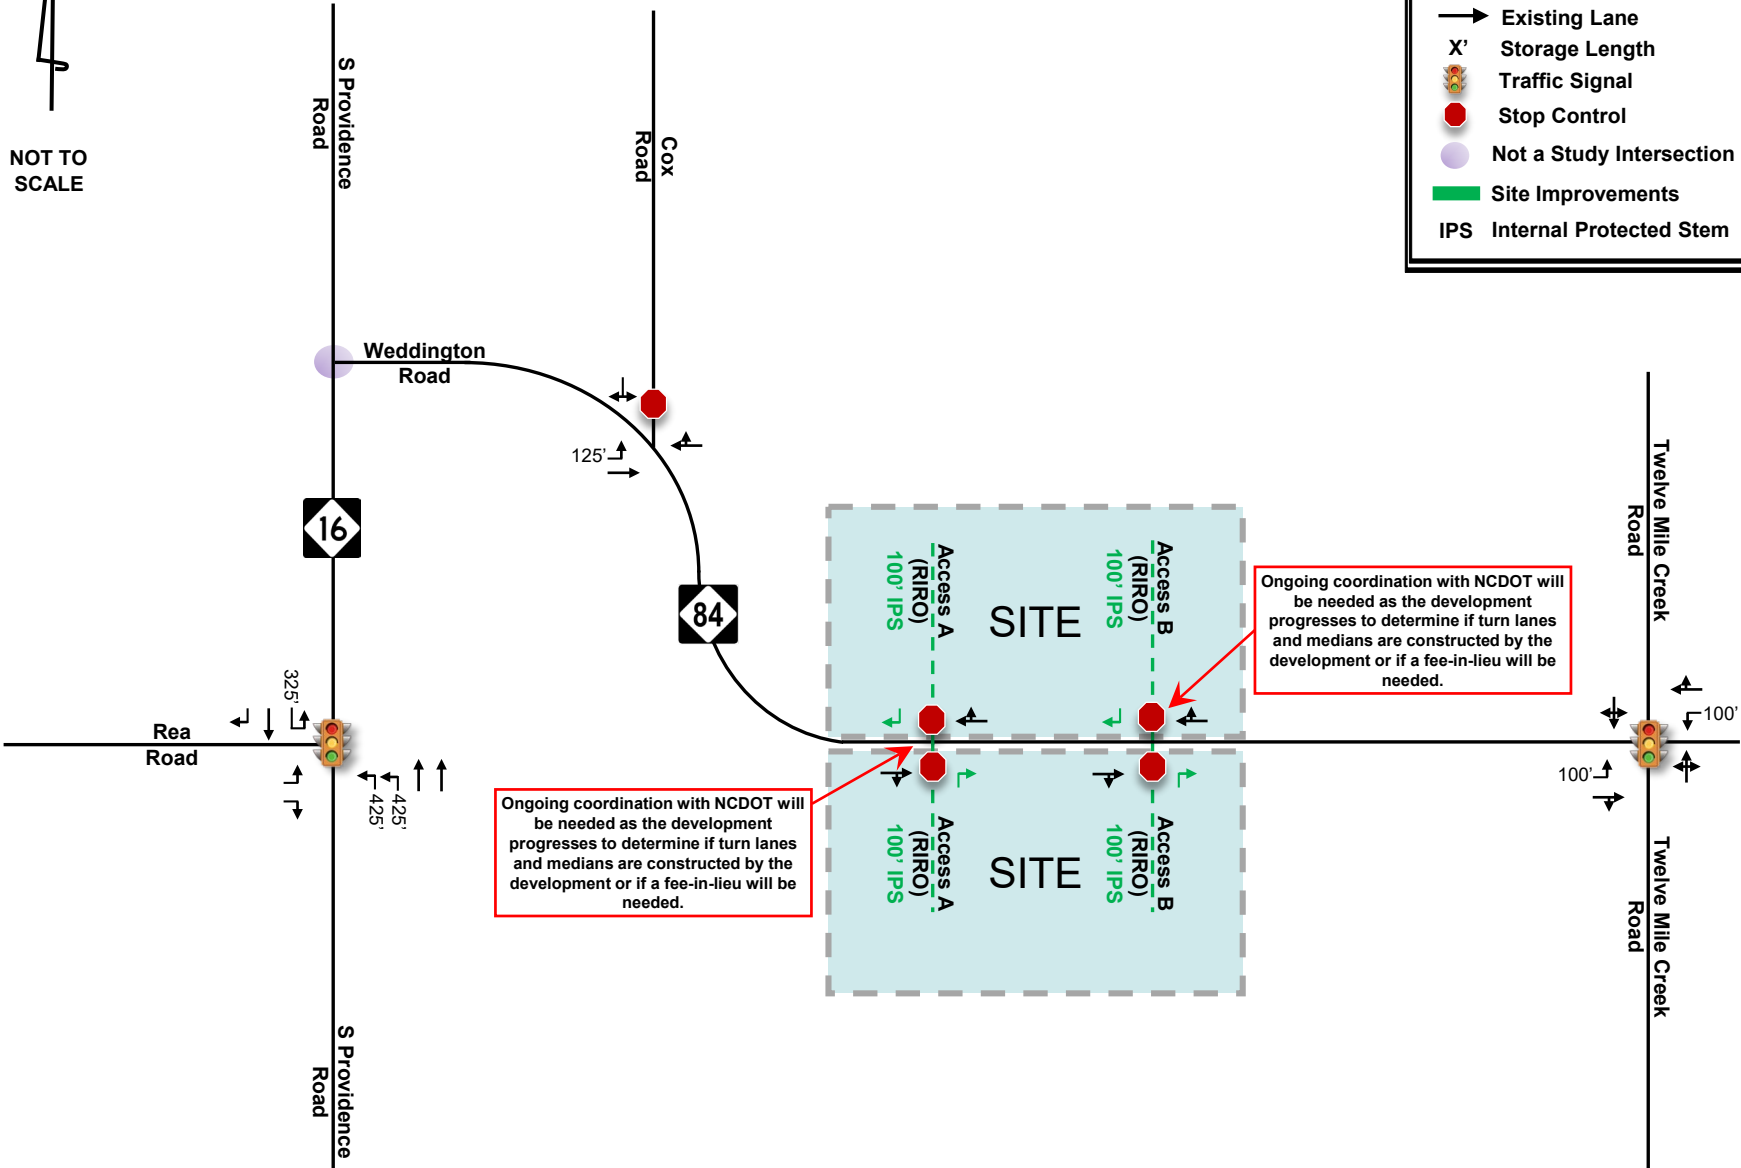 Existing Lane
X' Storage Length
Traffic Signal
Stop Control
Not a Study Intersection
Site Improvements
IPS Internal Protected Stem
NOT TO
SCALE
S Providence
Road
Cox
Road
Weddington
Road
125'
16
84
Twelve Mile Creek
Road
Access A
(RIRO)
100' IPS
SITE
Access B
(RIRO)
100' IPS
Ongoing coordination with NCDOT will
be needed as the development
progresses to determine if turn lanes
and medians are constructed by the
development or if a fee-in-lieu will be
needed.
325'
Rea
Road
425'
425'
100'
100'
Ongoing coordination with NCDOT will
be needed as the development
progresses to determine if turn lanes
and medians are constructed by the
development or if a fee-in-lieu will be
needed.
Access A
(RIRO)
100' IPS
SITE
Access B
(RIRO)
100' IPS
Twelve Mile Creek
Road
S Providence
Road